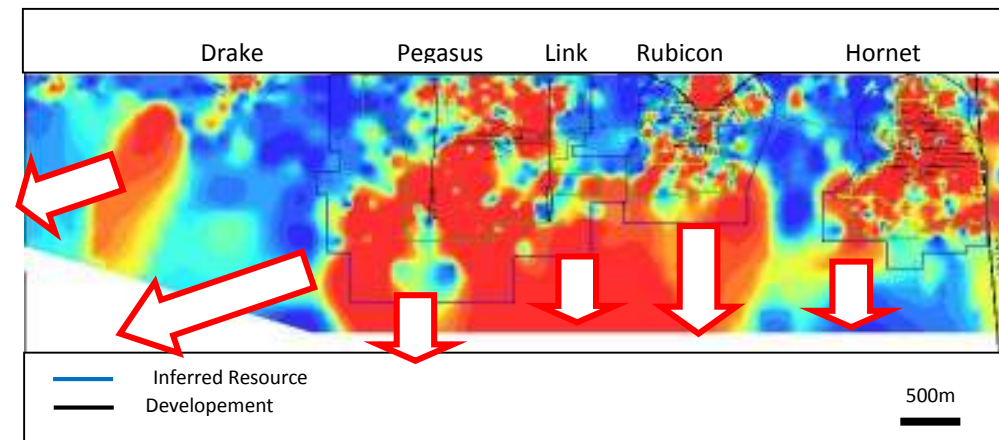 Drake Pegasus Link Rubicon Hornet
Inferred Resource
Developement
500m